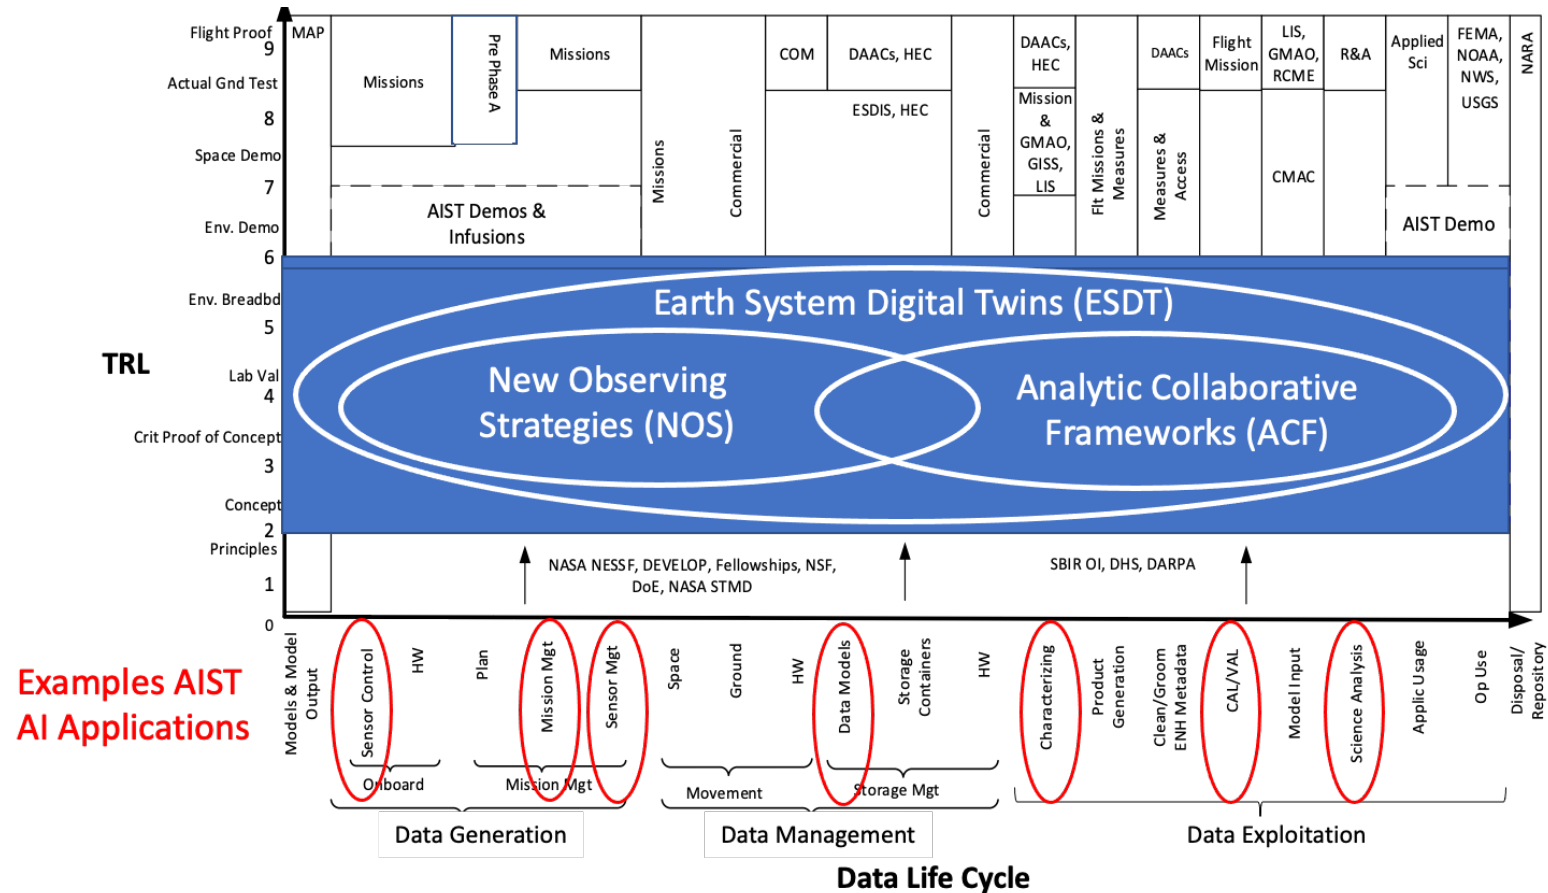 Flight Proof
9
Actual Gnd Test
8
Space Demo
7
Env. Demo
6
Env. Breadbd
5
TRL
Lab Val
4
Crit Proof of Concept
3
Concept
2
Principles
1
0
MAP
Missions
Pre Phase A
Missions
AIST Demos &
Infusions
Missions
Commercial
COM
DAACs, HEC
ESDIS, HEC
Commercial
DAACs,
HEC
Mission
&
GMAO,
GISS,
LIS
Flt Missions &
Measures
DAACs
Measures &
Access
Flight
Mission
LIS,
GMAO,
RCME
CMAC
R&A
Applied
Sci
FEMA,
NOAA,
NWS,
USGS
AIST Demo
NARA
Earth System Digital Twins (ESDT)
New Observing
Strategies (NOS)
Analytic Collaborative
Frameworks (ACF)
NASA NESSF, DEVELOP, Fellowships, NSF,
DoE, NASA STMD
SBIR OI, DHS, DARPA
Examples AIST
AI Applications
Models & Model
Output
Sensor Control
HW
Plan
Mission Mgt
Sensor Mgt
Space
Ground
HW
Data Models
Storage
Containers
HW
Characterizing
Product
Generation
Clean/Groom
ENH Metadata
CAL/VAL
Model Input
Science Analysis
Applic Usage
Op Use
Disposal/
Repository
Onboard
Mission Mgt
Movement
Storage Mgt
Data Generation
Data Management
Data Exploitation
Data Life Cycle